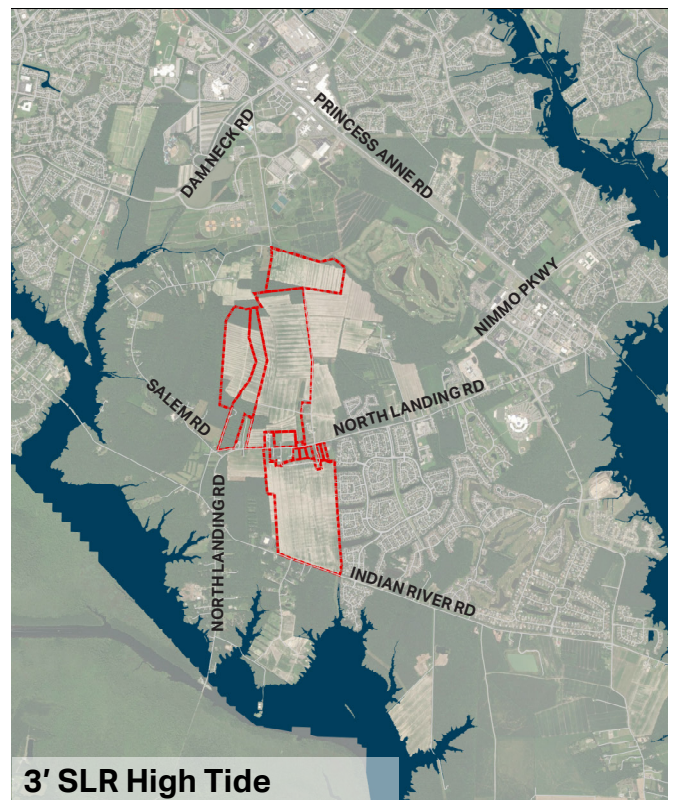 PRINCESS ANNE RD
DAM NECK RD
NIMMO PKWY
SALEM RD
NORTH LANDING RD
NORTH LANDING RD
INDIAN RIVER RD
3’ SLR High Tide